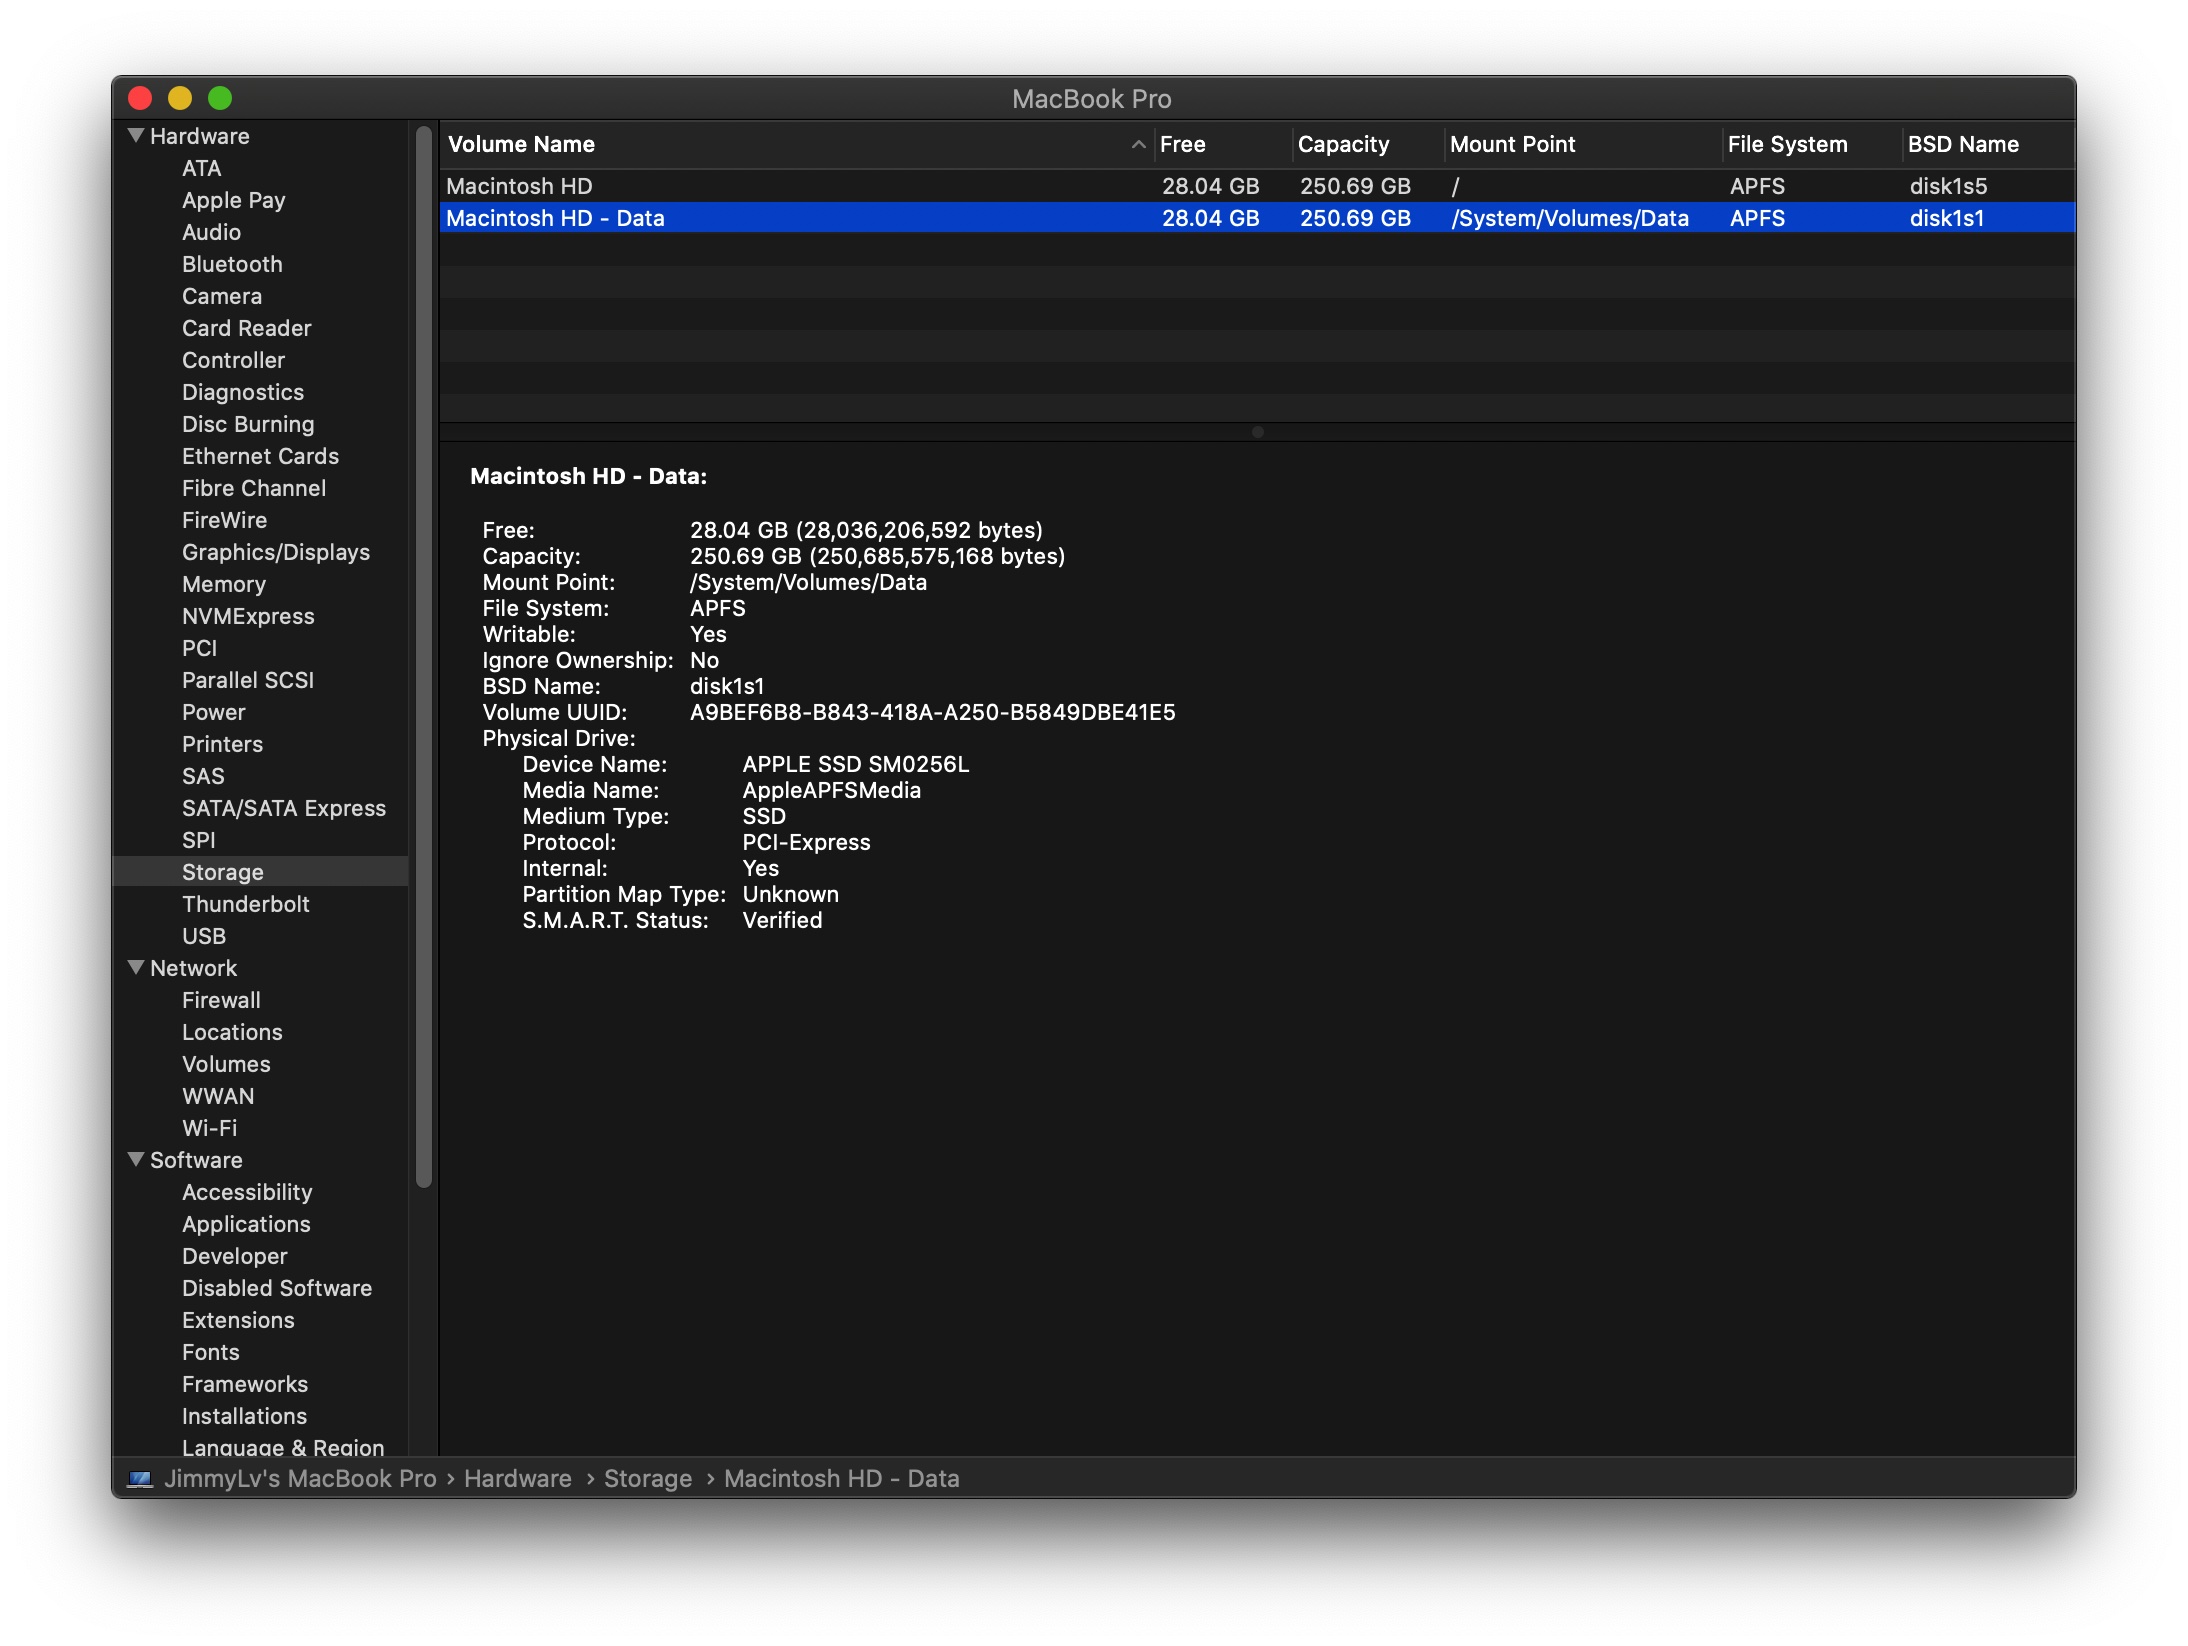 MacBook Pro
Hardware
ATA
Apple Pay
Audio
Bluetooth
Camera
Card Reader
Controller
Diagnostics
Disc Burning
Ethernet Cards
Fibre Channel
FireWire
Graphics/Displays
Memory
NVMExpress
PCI
Parallel SCSI
Power
Printers
SAS
SATA/SATA Express
SPI
Storage
Thunderbolt
USB
Network
Firewall
Locations
Volumes
WWAN
Wi-Fi
Software
Accessibility
Applications
Developer
Disabled Software
Extensions
Fonts
Frameworks
Installations
Language & Region
Volume Name Free Capacity Mount Point File System BSD Name
Macintosh HD 28.04 GB 250.69 GB / APFS disk1s5
Macintosh HD - Data 28.04 GB 250.69 GB /System/Volumes/Data APFS disk1s1
Macintosh HD - Data:
Free: 28.04 GB (28,036,206,592 bytes)
Capacity: 250.69 GB (250,685,575,168 bytes)
Mount Point: /System/Volumes/Data
File System: APFS
Writable: Yes
Ignore Ownership: No
BSD Name: disk1s1
Volume UUID: A9BEF6B8-B843-418A-A250-B5849DBE41E5
Physical Drive:
Device Name: APPLE SSD SM0256L
Media Name: AppleAPFSMedia
Medium Type: SSD
Protocol: PCI-Express
Internal: Yes
Partition Map Type: Unknown
S.M.A.R.T. Status: Verified
JimmyLv's MacBook Pro › Hardware › Storage › Macintosh HD - Data